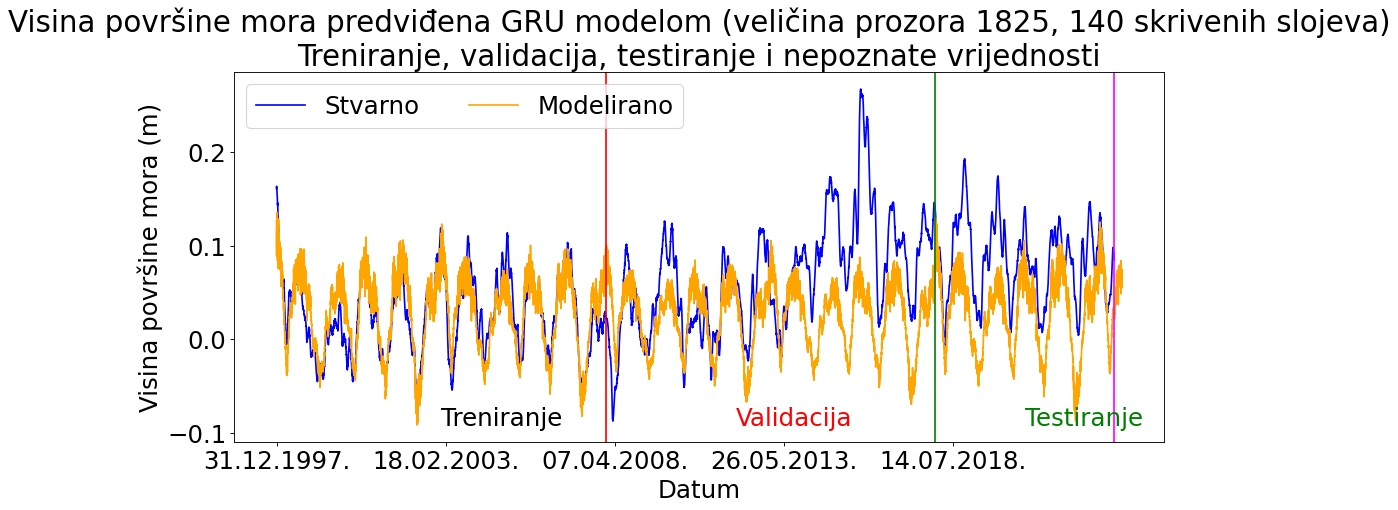 Visina površine mora predviđena GRU modelom (veličina prozora 1825, 140 skrivenih slojeva)
Treniranje, validacija, testiranje i nepoznate vrijednosti
Stvarno Modelirano
Visina površine mora (m)
0.2
0.1
0.0
−0.1
Treniranje Validacija Testiranje
31.12.1997. 18.02.2003. 07.04.2008. 26.05.2013. 14.07.2018.
Datum